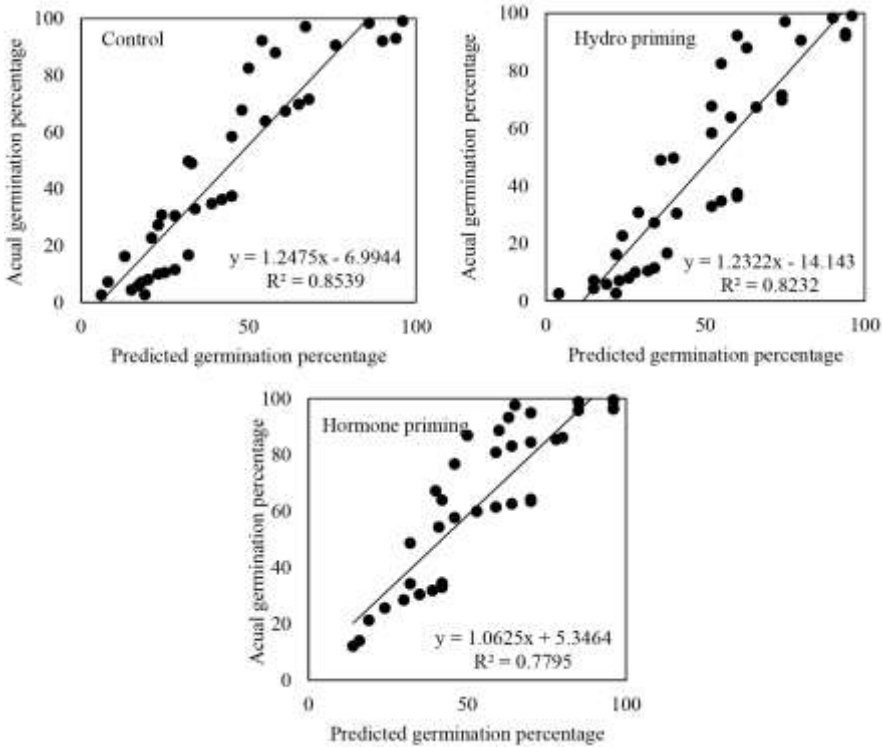 Control
Acual germination percentage
100
80
60
40
20
0
y = 1.2475x - 6.9944
R² = 0.8539
0 50 100
Predicted germination percentage
Hydro priming
Acual germination percentage
100
80
60
40
20
0
y = 1.2322x - 14.143
R² = 0.8232
0 50 100
Predicted germination percentage
Hormone priming
Acual germination percentage
100
80
60
40
20
0
y = 1.0625x + 5.3464
R² = 0.7795
0 50 100
Predicted germination percentage